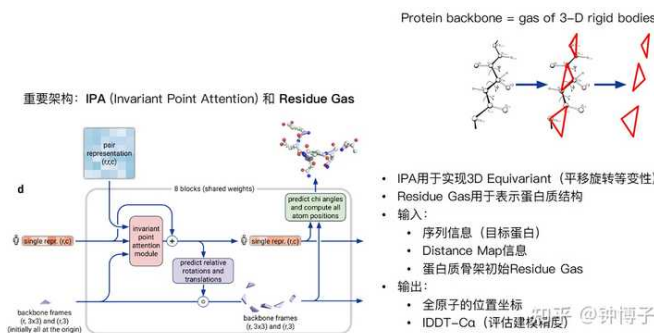 Protein backbone = gas of 3-D rigid bodies
重要架构：IPA (Invariant Point Attention) 和 Residue Gas
pair
representation
(r,r,c)
d
8 blocks (shared weights)
predict chi angles
and compute all
atom positions
single repr. (r,c)
invariant
point
attention
module
+
single repr. (r,c)
predict relative
rotations and
translations
backbone frames
(r, 3x3) and (r,3)
(initially all at the origin)
backbone frames
(r, 3x3) and (r,3)
• IPA用于实现3D Equivariant（平移旋转等变性）
• Residue Gas用于表示蛋白质结构
• 输入：
• 序列信息（目标蛋白）
• Distance Map信息
• 蛋白质骨架初始Residue Gas
• 输出：
• 全原子的位置坐标
• lDDT-Cα（评估建模精度）
知乎 @钟博子